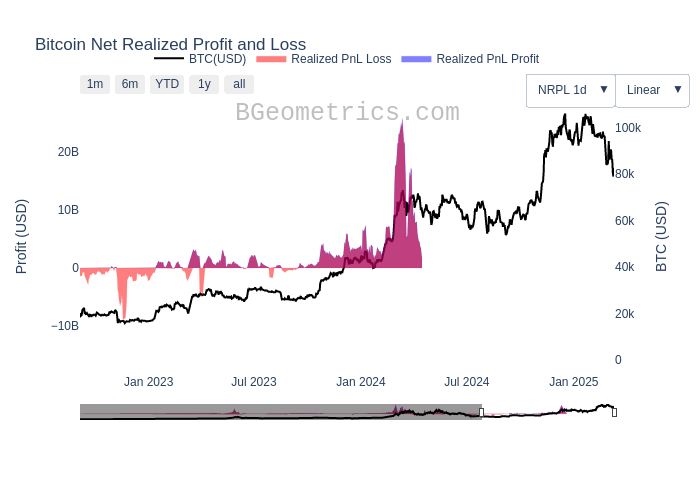 Bitcoin Net Realized Profit and Loss
BTC(USD) Realized PnL Loss Realized PnL Profit
1m 6m YTD 1y all NRPL 1d ▼ Linear ▼
BGeometrics.com
20B
10B
0
−10B
Profit (USD)
100k
80k
60k
40k
20k
0
BTC (USD)
Jan 2023 Jul 2023 Jan 2024 Jul 2024 Jan 2025